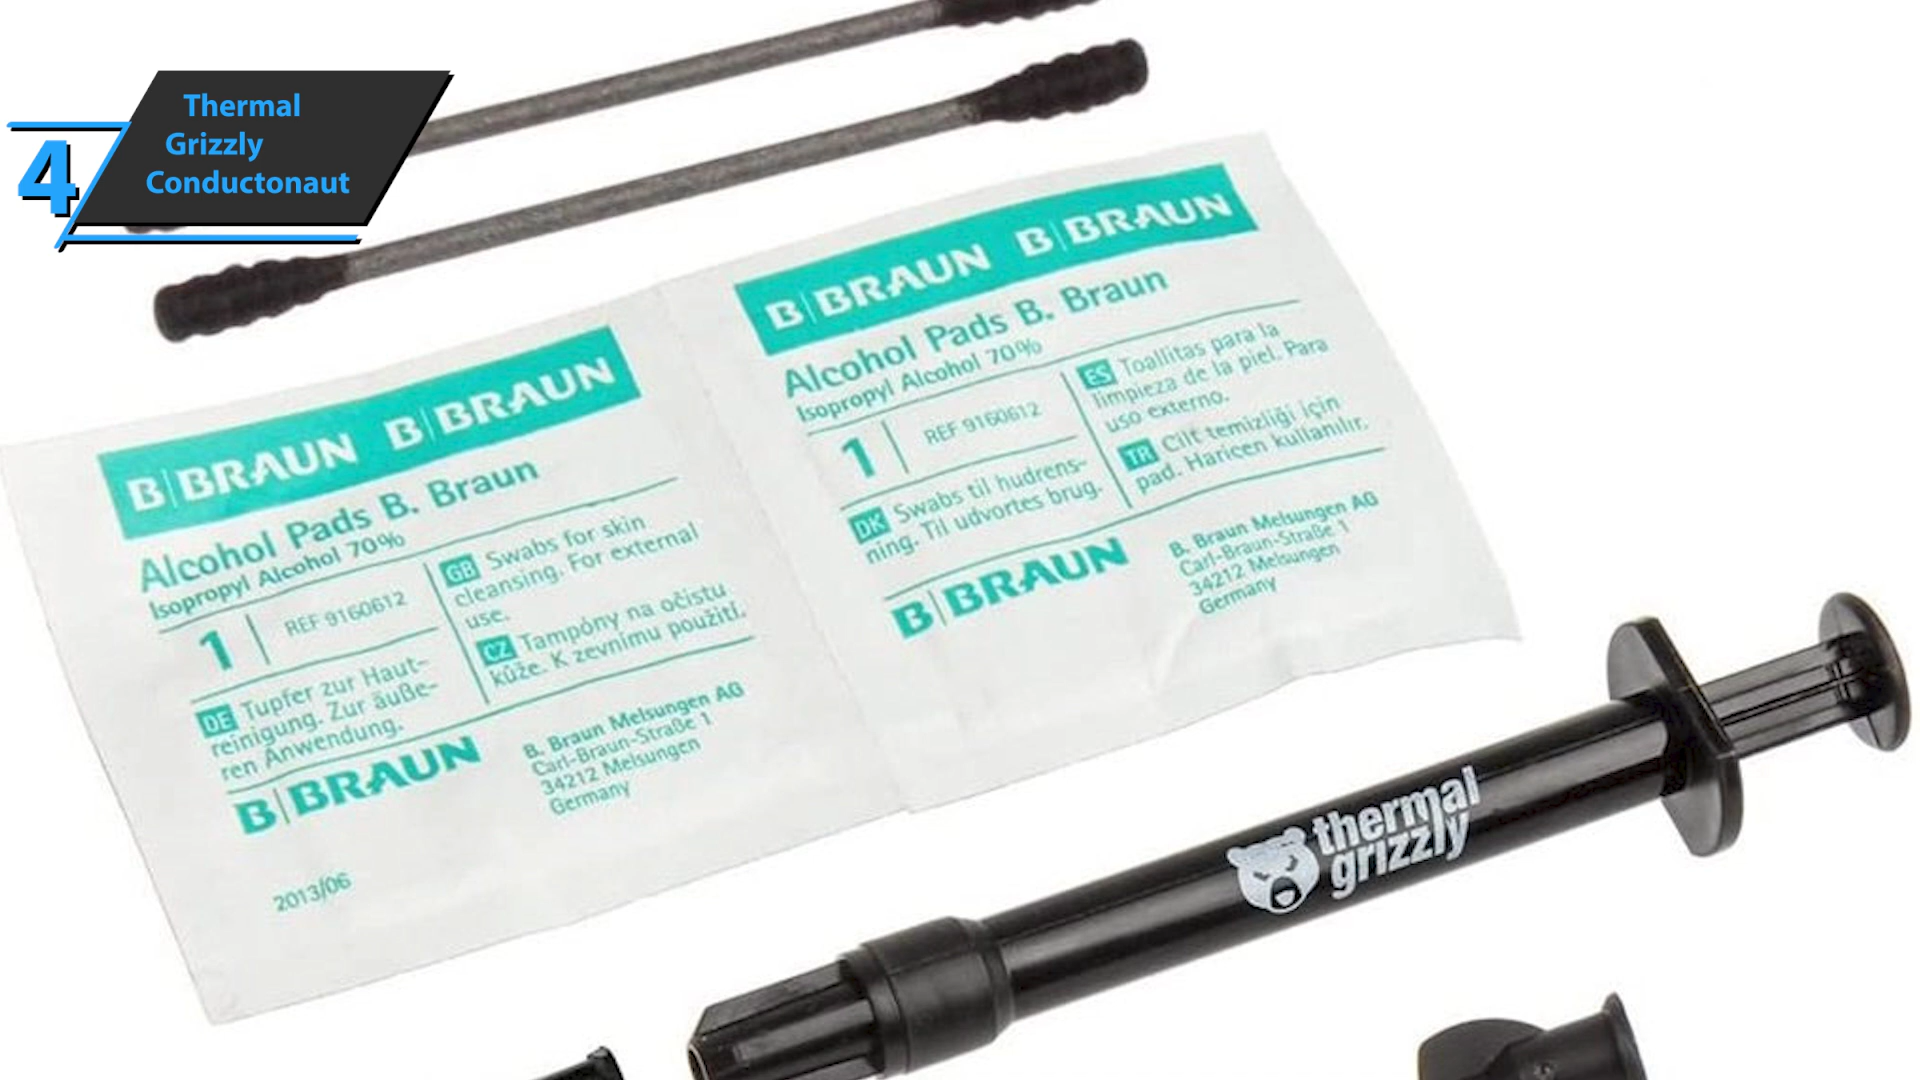 4
Thermal
Grizzly
Conductonaut
B|BRAUN B|BRAUN
Alcohol Pads B. Braun
Isopropyl Alcohol 70%
1
REF 9160612
DE Tupfer zur Haut-
reinigung. Zur äuße-
ren Anwendung.
GB Swabs for skin
cleansing. For external
use.
CZ Tampóny na očistu
kůže. K zevnímu použití.
B|BRAUN
B. Braun Melsungen AG
Carl-Braun-Straße 1
34212 Melsungen
Germany
2013/06
B|BRAUN B|BRAUN
Alcohol Pads B. Braun
Isopropyl Alcohol 70%
1
REF 9160612
DK Swabs til hudrens-
ning. Til udvortes brug.
ES Toallitas para la
limpieza de la piel. Para
uso externo.
TR Cilt temizliği için
pad. Haricen kullanılır.
B|BRAUN
B. Braun Melsungen AG
Carl-Braun-Straße 1
34212 Melsungen
Germany
thermal
grizzly